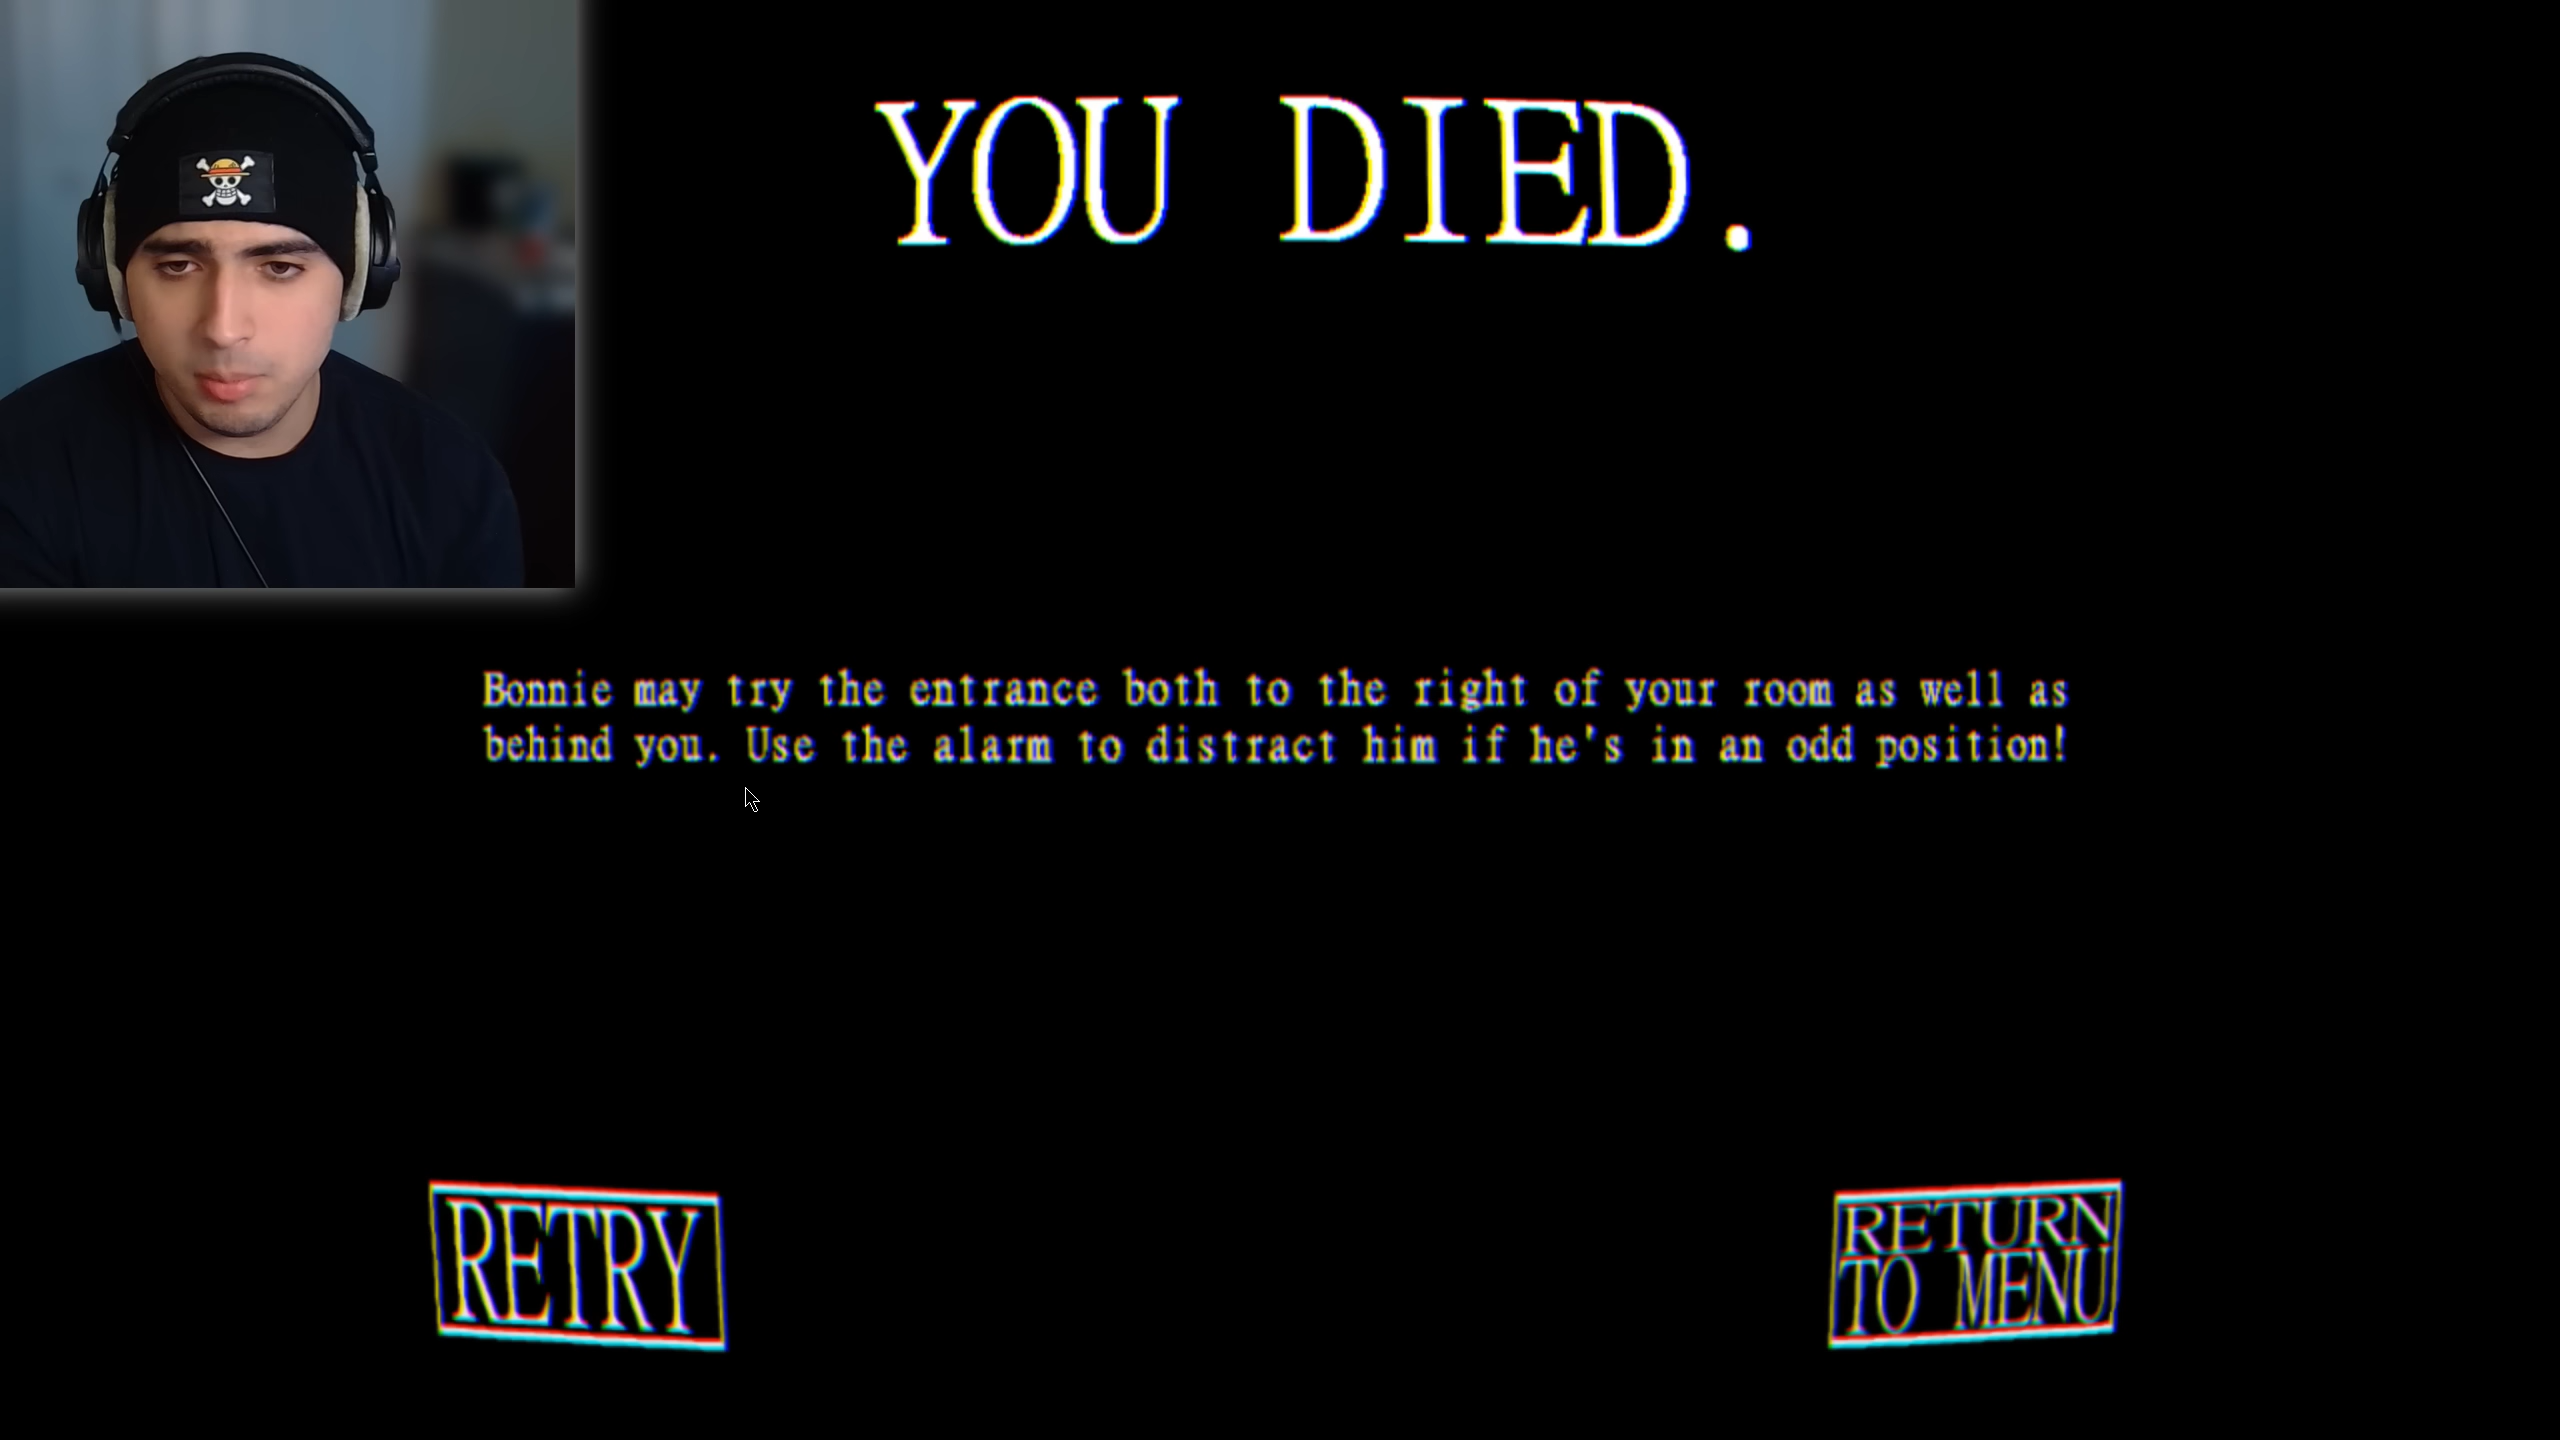 YOU DIED.
Bonnie may try the entrance both to the right of your room as well as
behind you. Use the alarm to distract him if he's in an odd position!
RETRY
RETURN
TO MENU